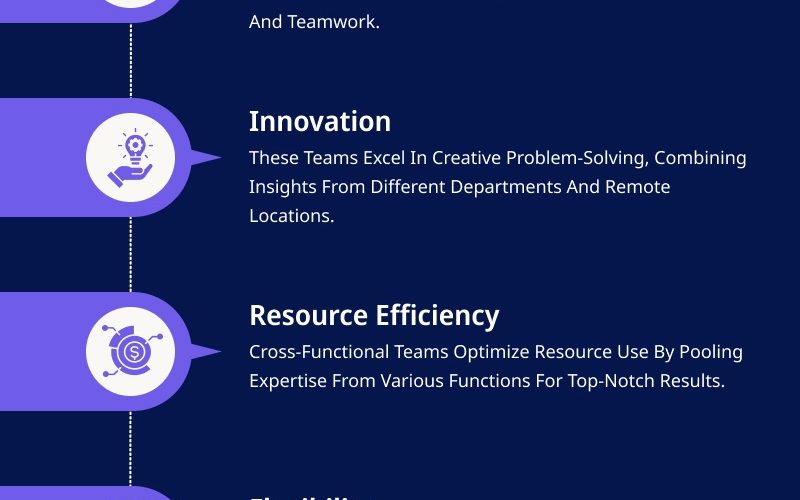 And Teamwork.
Innovation
These Teams Excel In Creative Problem-Solving, Combining
Insights From Different Departments And Remote
Locations.
Resource Efficiency
Cross-Functional Teams Optimize Resource Use By Pooling
Expertise From Various Functions For Top-Notch Results.